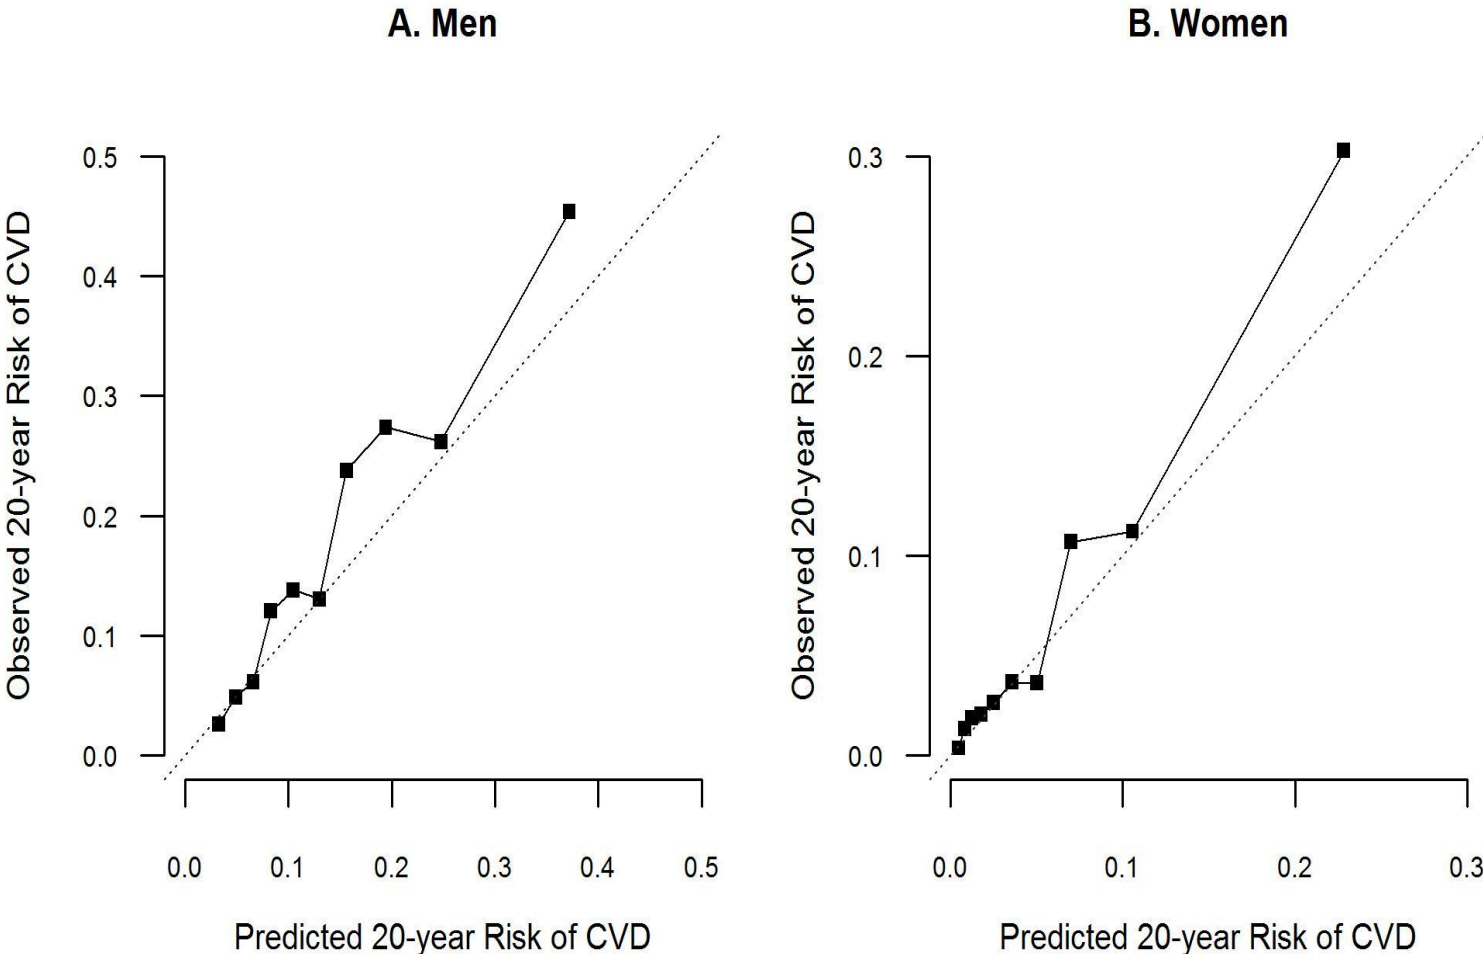 A. Men
Observed 20-year Risk of CVD
0.5
0.4
0.3
0.2
0.1
0.0
0.0 0.1 0.2 0.3 0.4 0.5
Predicted 20-year Risk of CVD
B. Women
Observed 20-year Risk of CVD
0.3
0.2
0.1
0.0
0.0 0.1 0.2 0.3
Predicted 20-year Risk of CVD